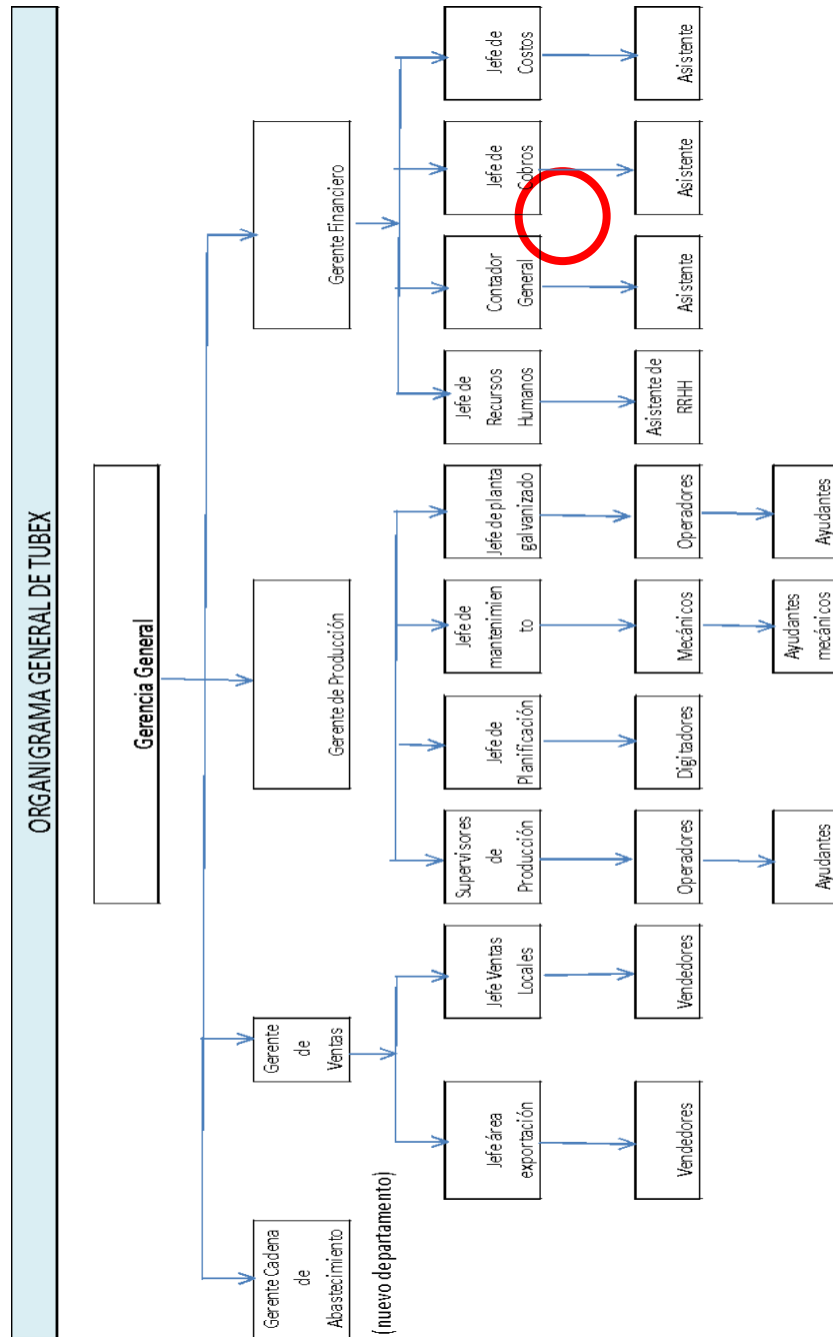 ORGANIGRAMA GENERAL DE TUBEX
Gerencia General
Gerente Cadena
de
Abastecimiento
(nuevo departamento)
Gerente
de
Ventas
Gerente de Producción
Gerente Financiero
Jefe área
exportación
Jefe Ventas
Locales
Supervisores
de
Producción
Jefe de
Planificación
Jefe de
mantenimien
to
Jefe de planta
galvanizado
Jefe de
Recursos
Humanos
Contador
General
Jefe de
Cobros
Jefe de
Costos
Vendedores
Vendedores
Operadores
Digitadores
Mecánicos
Operadores
Asistente de
RRHH
Asistente
Asistente
Asistente
Ayudantes
Ayudantes
mecánicos
Ayudantes